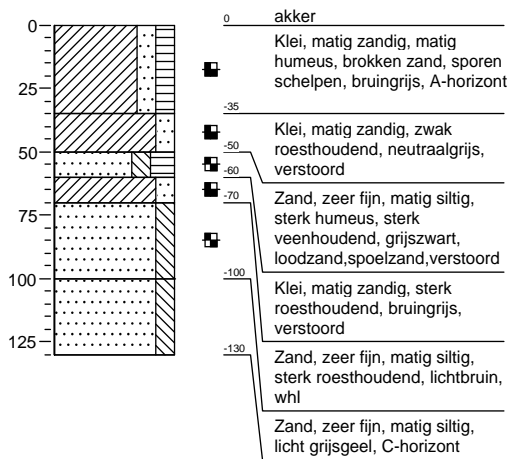 0
akker
0
25
50
75
100
125
Klei, matig zandig, matig
humeus, brokken zand, sporen
schelpen, bruingrijs, A-horizont
-35
Klei, matig zandig, zwak
roesthoudend, neutraalgrijs,
verstoord
-50
Zand, zeer fijn, matig siltig,
sterk humeus, sterk
veenhoudend, grijszwart,
loodzand,spoelzand,verstoord
-60
Klei, matig zandig, sterk
roesthoudend, bruingrijs,
verstoord
-70
Zand, zeer fijn, matig siltig,
sterk roesthoudend, lichtbruin,
whl
-100
Zand, zeer fijn, matig siltig,
licht grijsgeel, C-horizont
-130